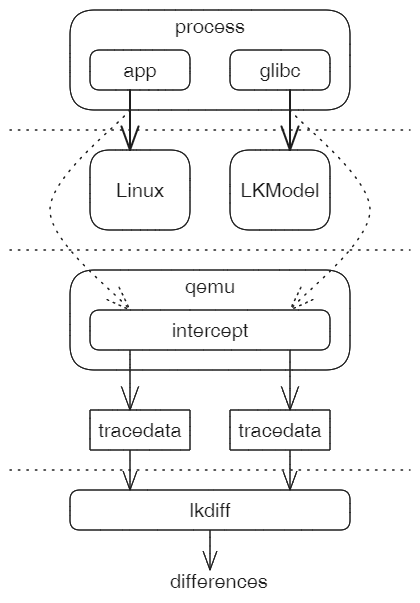 process
app
glibc
Linux
LKModel
qemu
intercept
tracedata
tracedata
lkdiff
differences